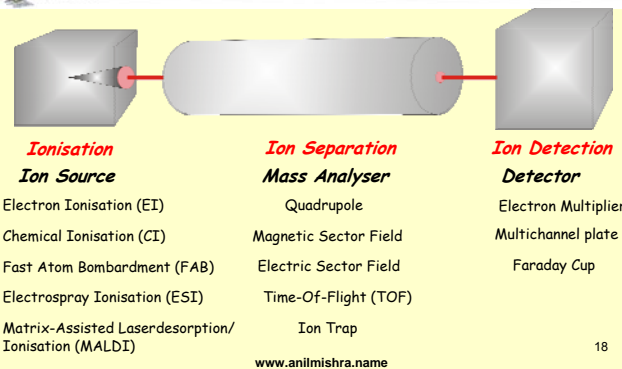 Ionisation
Ion Source
Electron Ionisation (EI)
Chemical Ionisation (CI)
Fast Atom Bombardment (FAB)
Electrospray Ionisation (ESI)
Matrix-Assisted Laserdesorption/
Ionisation (MALDI)
Ion Separation
Mass Analyser
Quadrupole
Magnetic Sector Field
Electric Sector Field
Time-Of-Flight (TOF)
Ion Trap
Ion Detection
Detector
Electron Multiplier
Multichannel plate
Faraday Cup
18
www.anilmishra.name